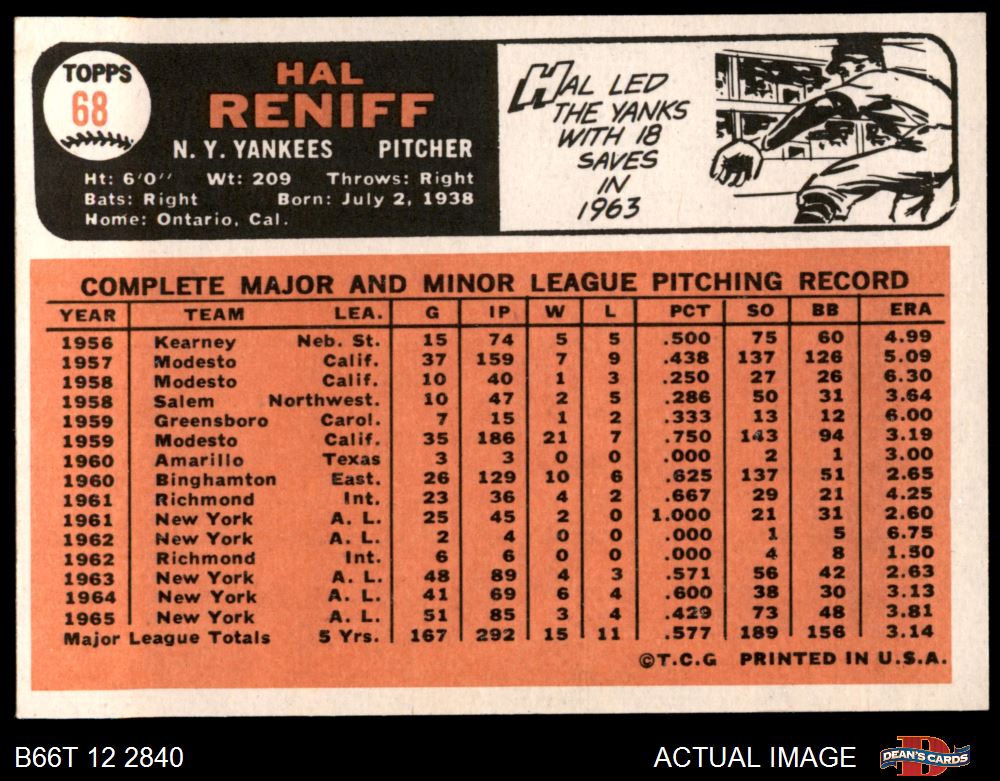 TOPPS
68
HAL
RENIFF
N. Y. YANKEES PITCHER
Ht: 6'0" Wt: 209 Throws: Right
Bats: Right Born: July 2, 1938
Home: Ontario, Cal.
HAL LED
THE YANKS
WITH 18
SAVES
IN
1963
COMPLETE MAJOR AND MINOR LEAGUE PITCHING RECORD
YEAR TEAM LEA. G IP W L PCT SO BB ERA
1956 Kearney Neb. St. 15 74 5 5 .500 75 60 4.99
1957 Modesto Calif. 37 159 7 9 .438 137 126 5.09
1958 Modesto Calif. 10 40 1 3 .250 27 26 6.30
1958 Salem Northwest. 10 47 2 5 .286 50 31 3.64
1959 Greensboro Carol. 7 15 1 2 .333 13 12 6.00
1959 Modesto Calif. 35 186 21 7 .750 143 94 3.19
1960 Amarillo Texas 3 3 0 0 .000 2 1 3.00
1960 Binghamton East. 26 129 10 6 .625 137 51 2.65
1961 Richmond Int. 23 36 4 2 .667 29 21 4.25
1961 New York A. L. 25 45 2 0 1.000 21 31 2.60
1962 New York A. L. 2 4 0 0 .000 1 5 6.75
1962 Richmond Int. 6 6 0 0 .000 4 8 1.50
1963 New York A. L. 48 89 4 3 .571 56 42 2.63
1964 New York A. L. 41 69 6 4 .600 38 30 3.13
1965 New York A. L. 51 85 3 4 .429 73 48 3.81
Major League Totals 5 Yrs. 167 292 15 11 .577 189 156 3.14
©T.C.G PRINTED IN U.S.A.
B66T 12 2840 ACTUAL IMAGE DEAN'S CARDS